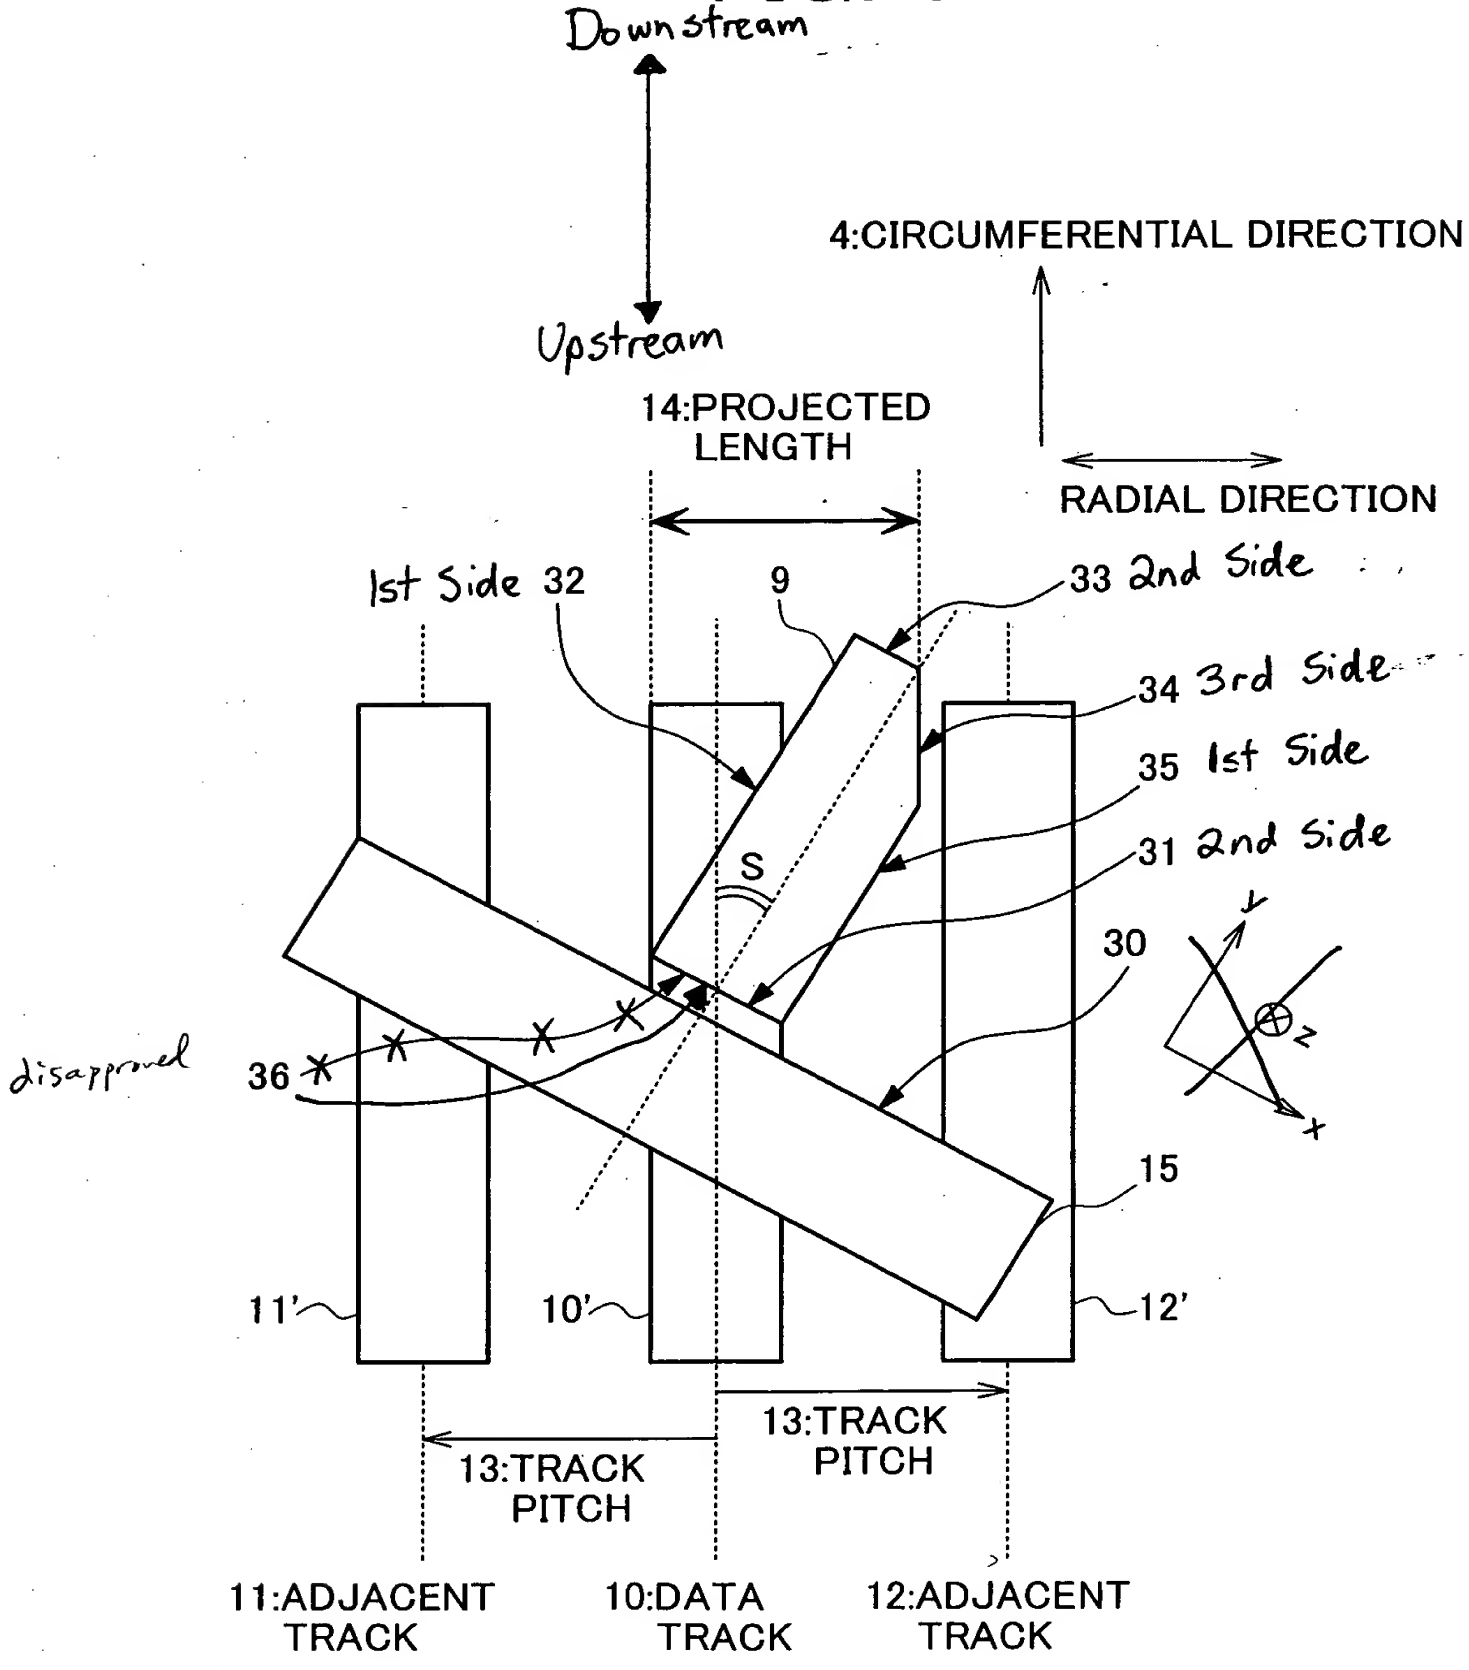 Downstream
4:CIRCUMFERENTIAL DIRECTION
Upstream
14:PROJECTED
LENGTH
RADIAL DIRECTION
1st Side 32
9
33 2nd Side
34 3rd Side
35 1st Side
S
31 2nd Side
30
y
z
x
disapproved
36
15
11'
10'
12'
13:TRACK
PITCH
13:TRACK
PITCH
11:ADJACENT
TRACK
10:DATA
TRACK
12:ADJACENT
TRACK